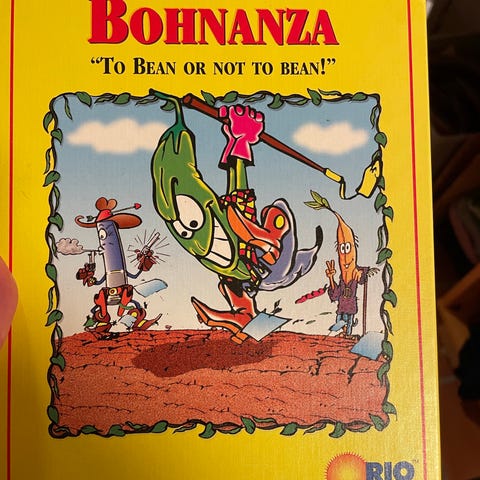 BOHNANZA
“TO BEAN OR NOT TO BEAN!”
RIO